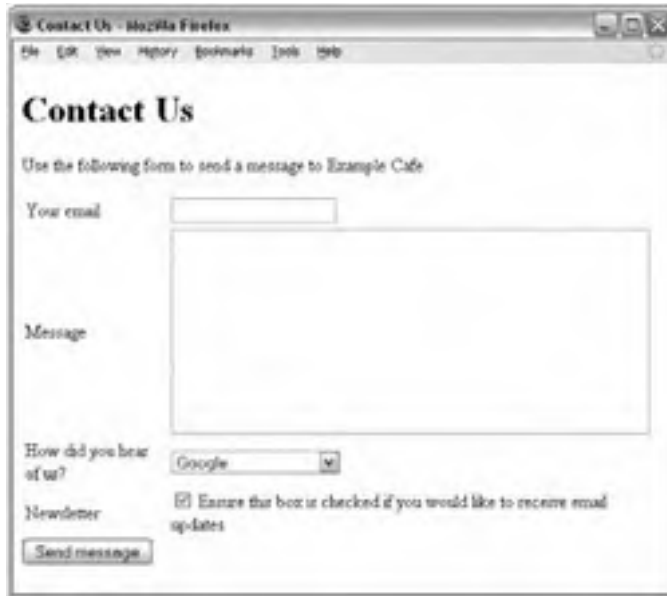 Contact Us - Mozilla Firefox
File Edit View History Bookmarks Tools Help
Contact Us
Use the following form to send a message to Example Cafe
Your email
Message
How did you hear
of us?
Google
Newsletter
Ensure this box is checked if you would like to receive email
updates
Send message